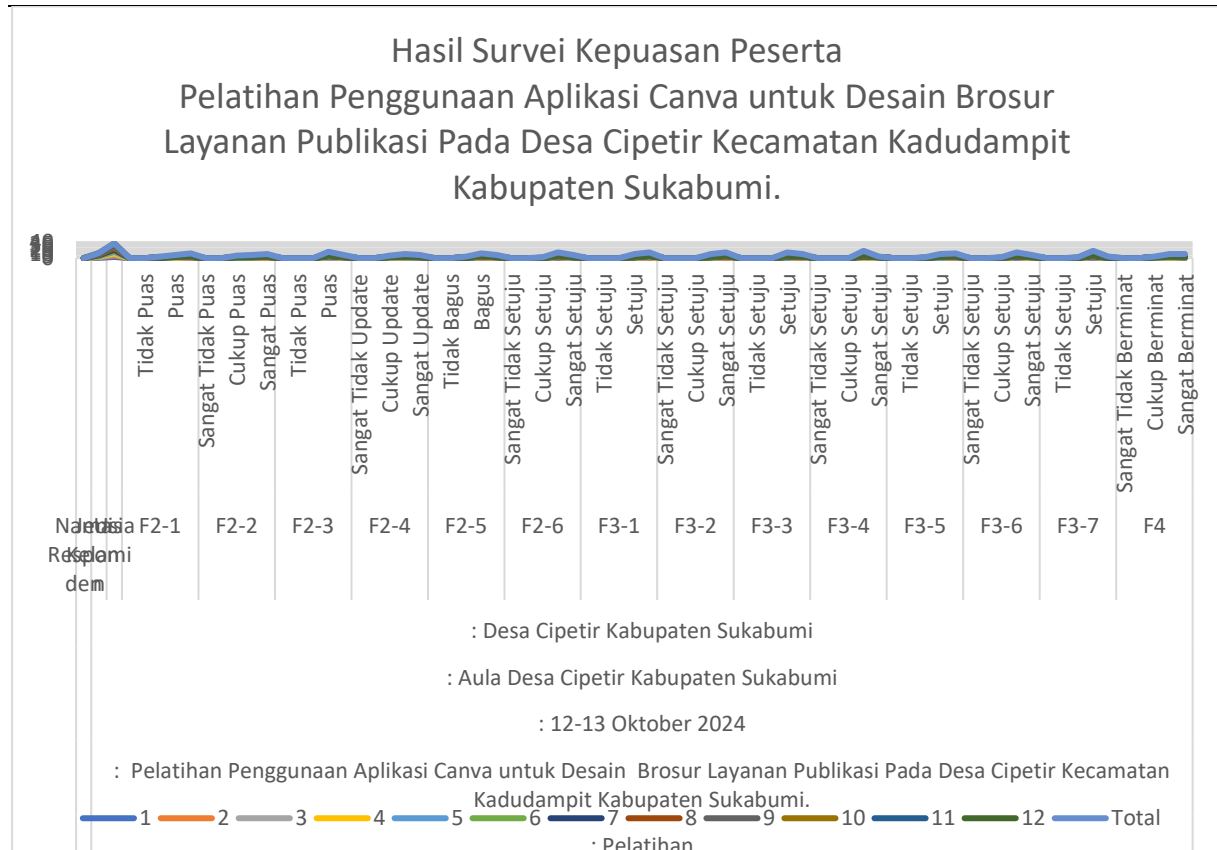 Hasil Survei Kepuasan Peserta
Pelatihan Penggunaan Aplikasi Canva untuk Desain Brosur
Layanan Publikasi Pada Desa Cipetir Kecamatan Kadudampit
Kabupaten Sukabumi.
0
Tidak Puas
Puas
Sangat Tidak Puas
Cukup Puas
Sangat Puas
Tidak Puas
Puas
Sangat Tidak Update
Cukup Update
Sangat Update
Tidak Bagus
Bagus
Sangat Tidak Setuju
Cukup Setuju
Sangat Setuju
Tidak Setuju
Setuju
Sangat Tidak Setuju
Cukup Setuju
Sangat Setuju
Tidak Setuju
Setuju
Sangat Tidak Setuju
Cukup Setuju
Sangat Setuju
Tidak Setuju
Setuju
Sangat Tidak Setuju
Cukup Setuju
Sangat Setuju
Tidak Setuju
Setuju
Sangat Tidak Berminat
Cukup Berminat
Sangat Berminat
F2-1 F2-2 F2-3 F2-4 F2-5 F2-6 F3-1 F3-2 F3-3 F3-4 F3-5 F3-6 F3-7 F4
: Desa Cipetir Kabupaten Sukabumi
: Aula Desa Cipetir Kabupaten Sukabumi
: 12-13 Oktober 2024
: Pelatihan Penggunaan Aplikasi Canva untuk Desain Brosur Layanan Publikasi Pada Desa Cipetir Kecamatan
Kadudampit Kabupaten Sukabumi.
1 2 3 4 5 6 7 8 9 10 11 12 Total
: Pelatihan